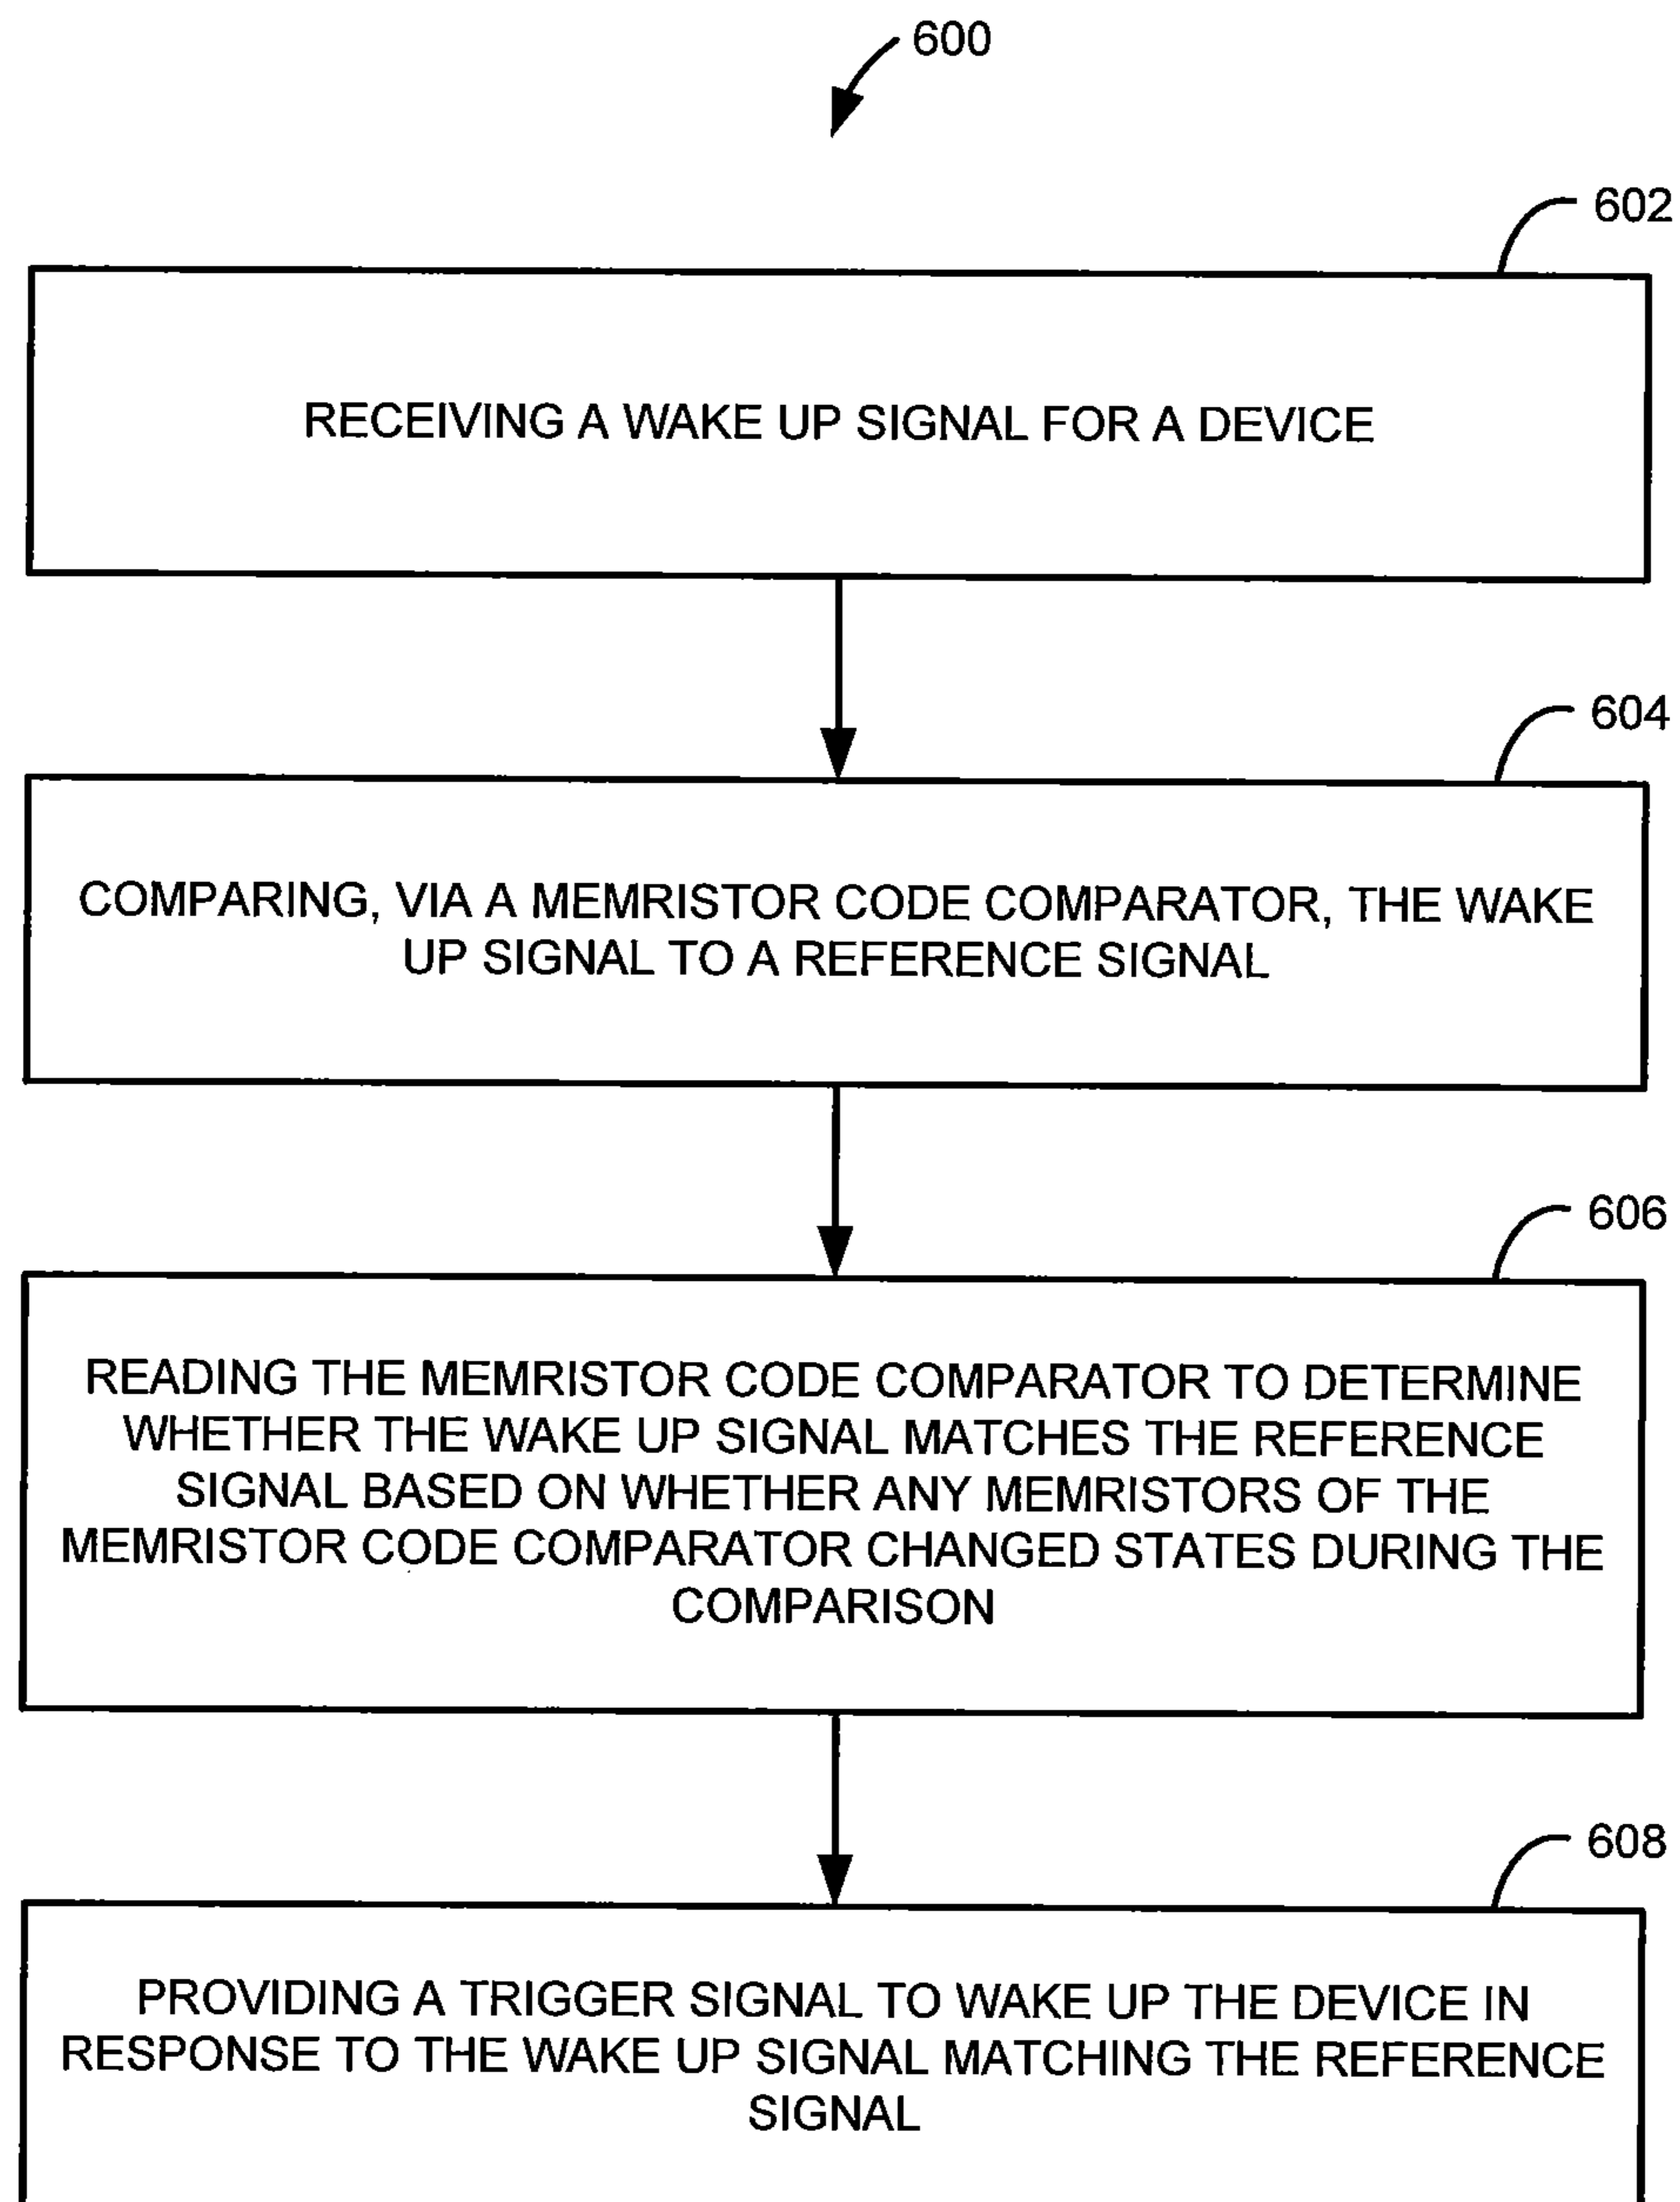 600
602
RECEIVING A WAKE UP SIGNAL FOR A DEVICE
604
COMPARING, VIA A MEMRISTOR CODE COMPARATOR, THE WAKE
UP SIGNAL TO A REFERENCE SIGNAL
606
READING THE MEMRISTOR CODE COMPARATOR TO DETERMINE
WHETHER THE WAKE UP SIGNAL MATCHES THE REFERENCE
SIGNAL BASED ON WHETHER ANY MEMRISTORS OF THE
MEMRISTOR CODE COMPARATOR CHANGED STATES DURING THE
COMPARISON
608
PROVIDING A TRIGGER SIGNAL TO WAKE UP THE DEVICE IN
RESPONSE TO THE WAKE UP SIGNAL MATCHING THE REFERENCE
SIGNAL